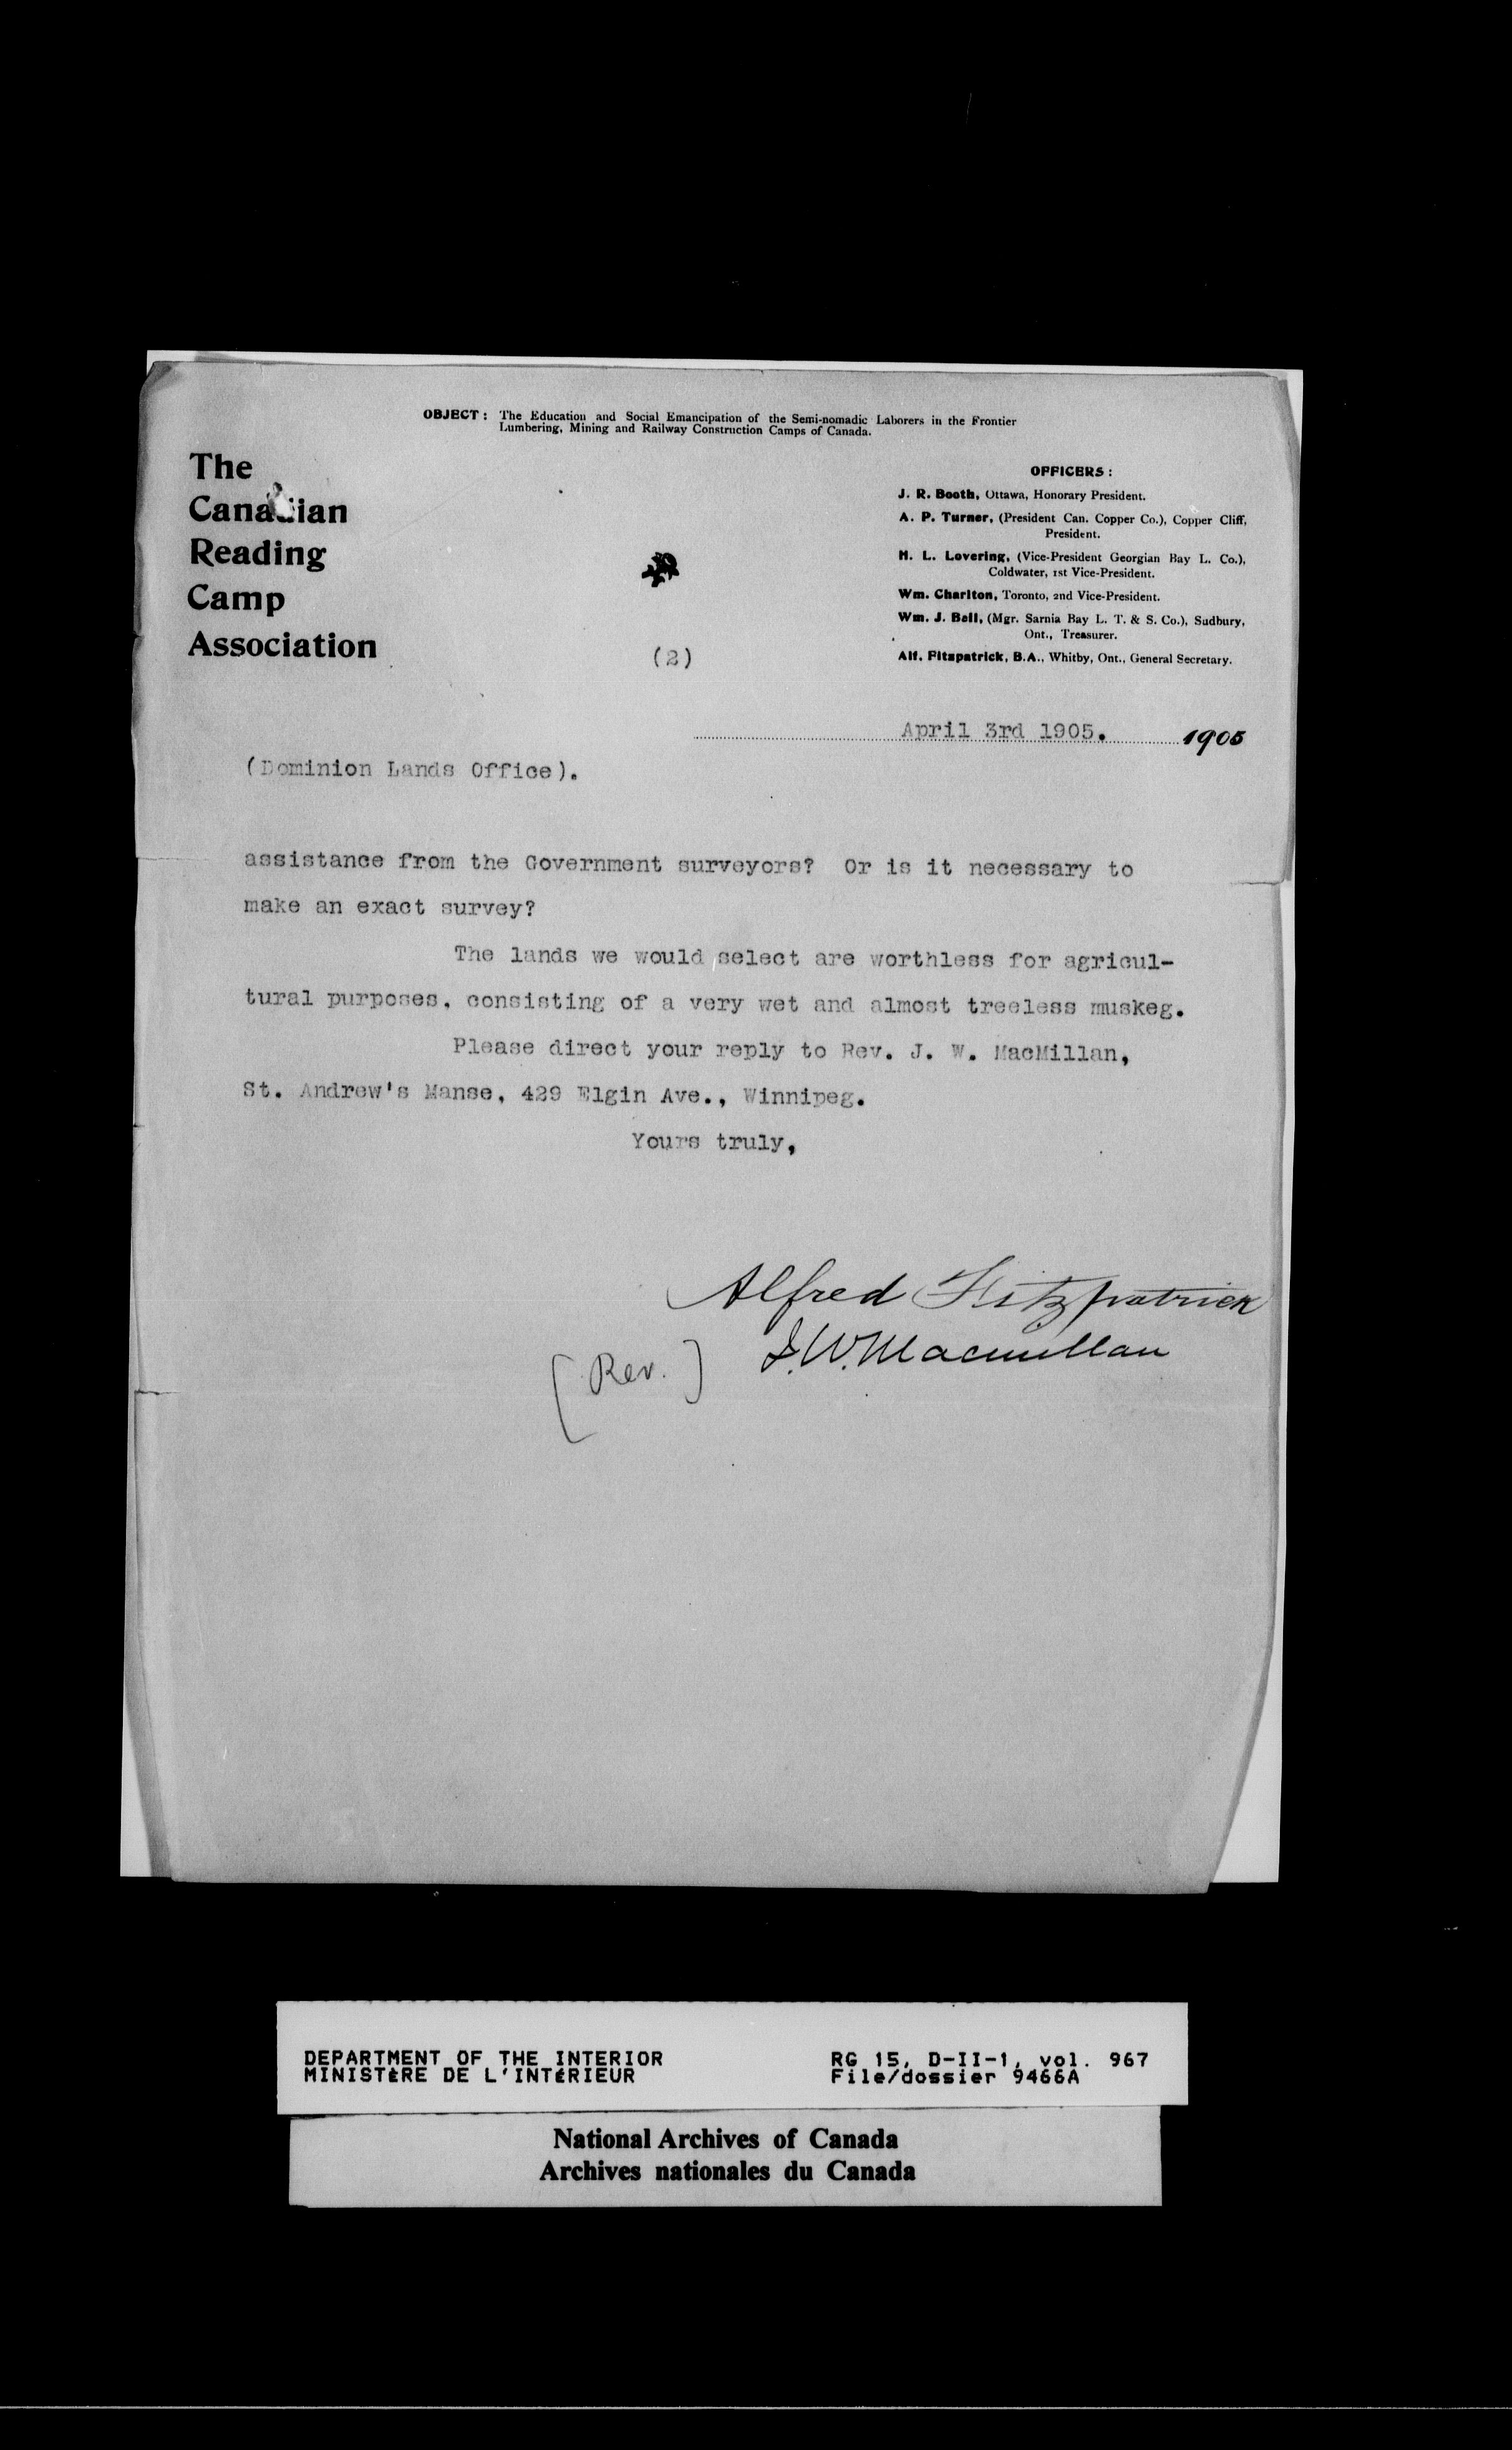 OBJECT: The Education and Social Emancipation of the Semi-nomadic Laborers in the Frontier
Lumbering, Mining and Railway Construction Camps of Canada.
The
Canadian
Reading
Camp
Association
OFFICERS:
J. R. Booth, Ottawa, Honorary President.
A. P. Turner, (President Can. Copper Co.), Copper Cliff,
President.
H. L. Lovering, (Vice-President Georgian Bay L. Co.),
Coldwater, 1st Vice-President.
Wm. Charlton, Toronto, 2nd Vice-President.
Wm. J. Bell, (Mgr. Sarnia Bay L. T. & S. Co.), Sudbury,
Ont., Treasurer.
Alf. Fitzpatrick, B.A., Whitby, Ont., General Secretary.
(2)
April 3rd 1905. 1905
(Dominion Lands Office).
assistance from the Government surveyors? Or is it necessary to
make an exact survey?
The lands we would select are worthless for agricul-
tural purposes, consisting of a very wet and almost treeless muskeg.
Please direct your reply to Rev. J. W. MacMillan,
St. Andrew's Manse, 429 Elgin Ave., Winnipeg.
Yours truly,
Alfred Fitzpatrick
[Rev.] J.W. Macmillan
DEPARTMENT OF THE INTERIOR
MINISTÈRE DE L'INTÉRIEUR
RG 15, D-II-1, vol. 967
File/dossier 9466A
National Archives of Canada
Archives nationales du Canada